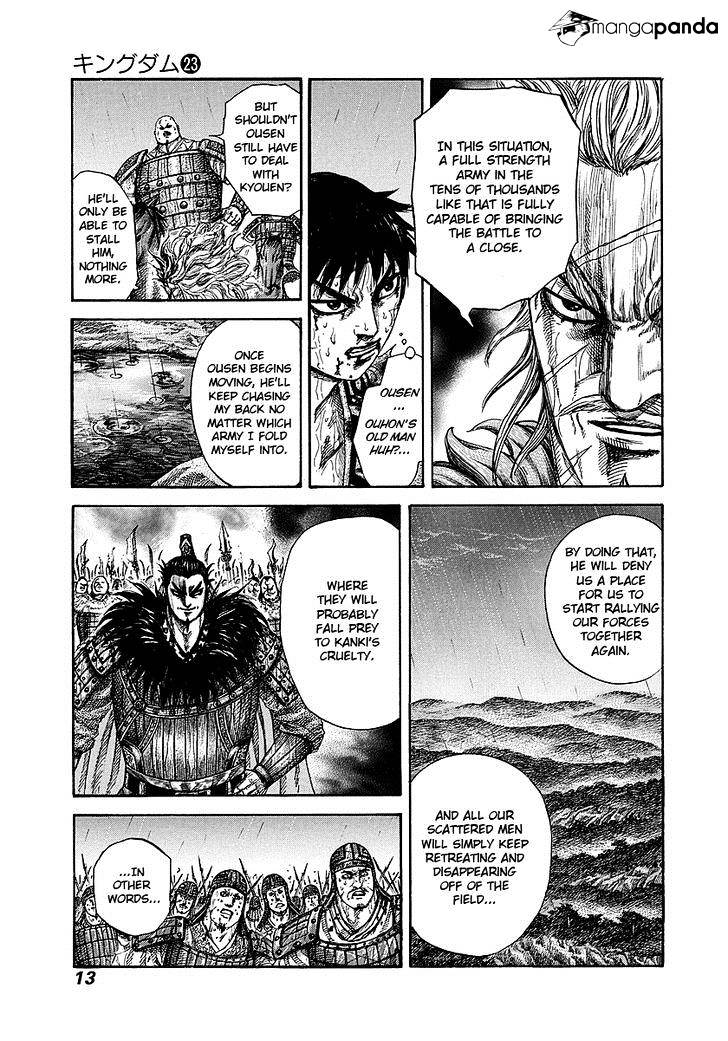 mangapanda
キングダム㉓
IN THIS SITUATION,
A FULL STRENGTH
ARMY IN THE
TENS OF THOUSANDS
LIKE THAT IS FULLY
CAPABLE OF BRINGING
THE BATTLE TO
A CLOSE.
OUSEN
...
OUHON'S
OLD MAN
HUH?...
BUT
SHOULDN'T
OUSEN
STILL HAVE
TO DEAL
WITH
KYOUEN?
HE'LL
ONLY BE
ABLE TO
STALL
HIM,
NOTHING
MORE.
ONCE
OUSEN BEGINS
MOVING, HE'LL
KEEP CHASING
MY BACK NO
MATTER WHICH
ARMY I FOLD
MYSELF INTO.
BY DOING THAT,
HE WILL DENY
US A PLACE
FOR US TO
START RALLYING
OUR FORCES
TOGETHER
AGAIN.
AND ALL OUR
SCATTERED MEN
WILL SIMPLY KEEP
RETREATING AND
DISAPPEARING
OFF OF THE
FIELD...
WHERE
THEY WILL
PROBABLY
FALL PREY
TO KANKI'S
CRUELTY.
...IN
OTHER
WORDS...
13